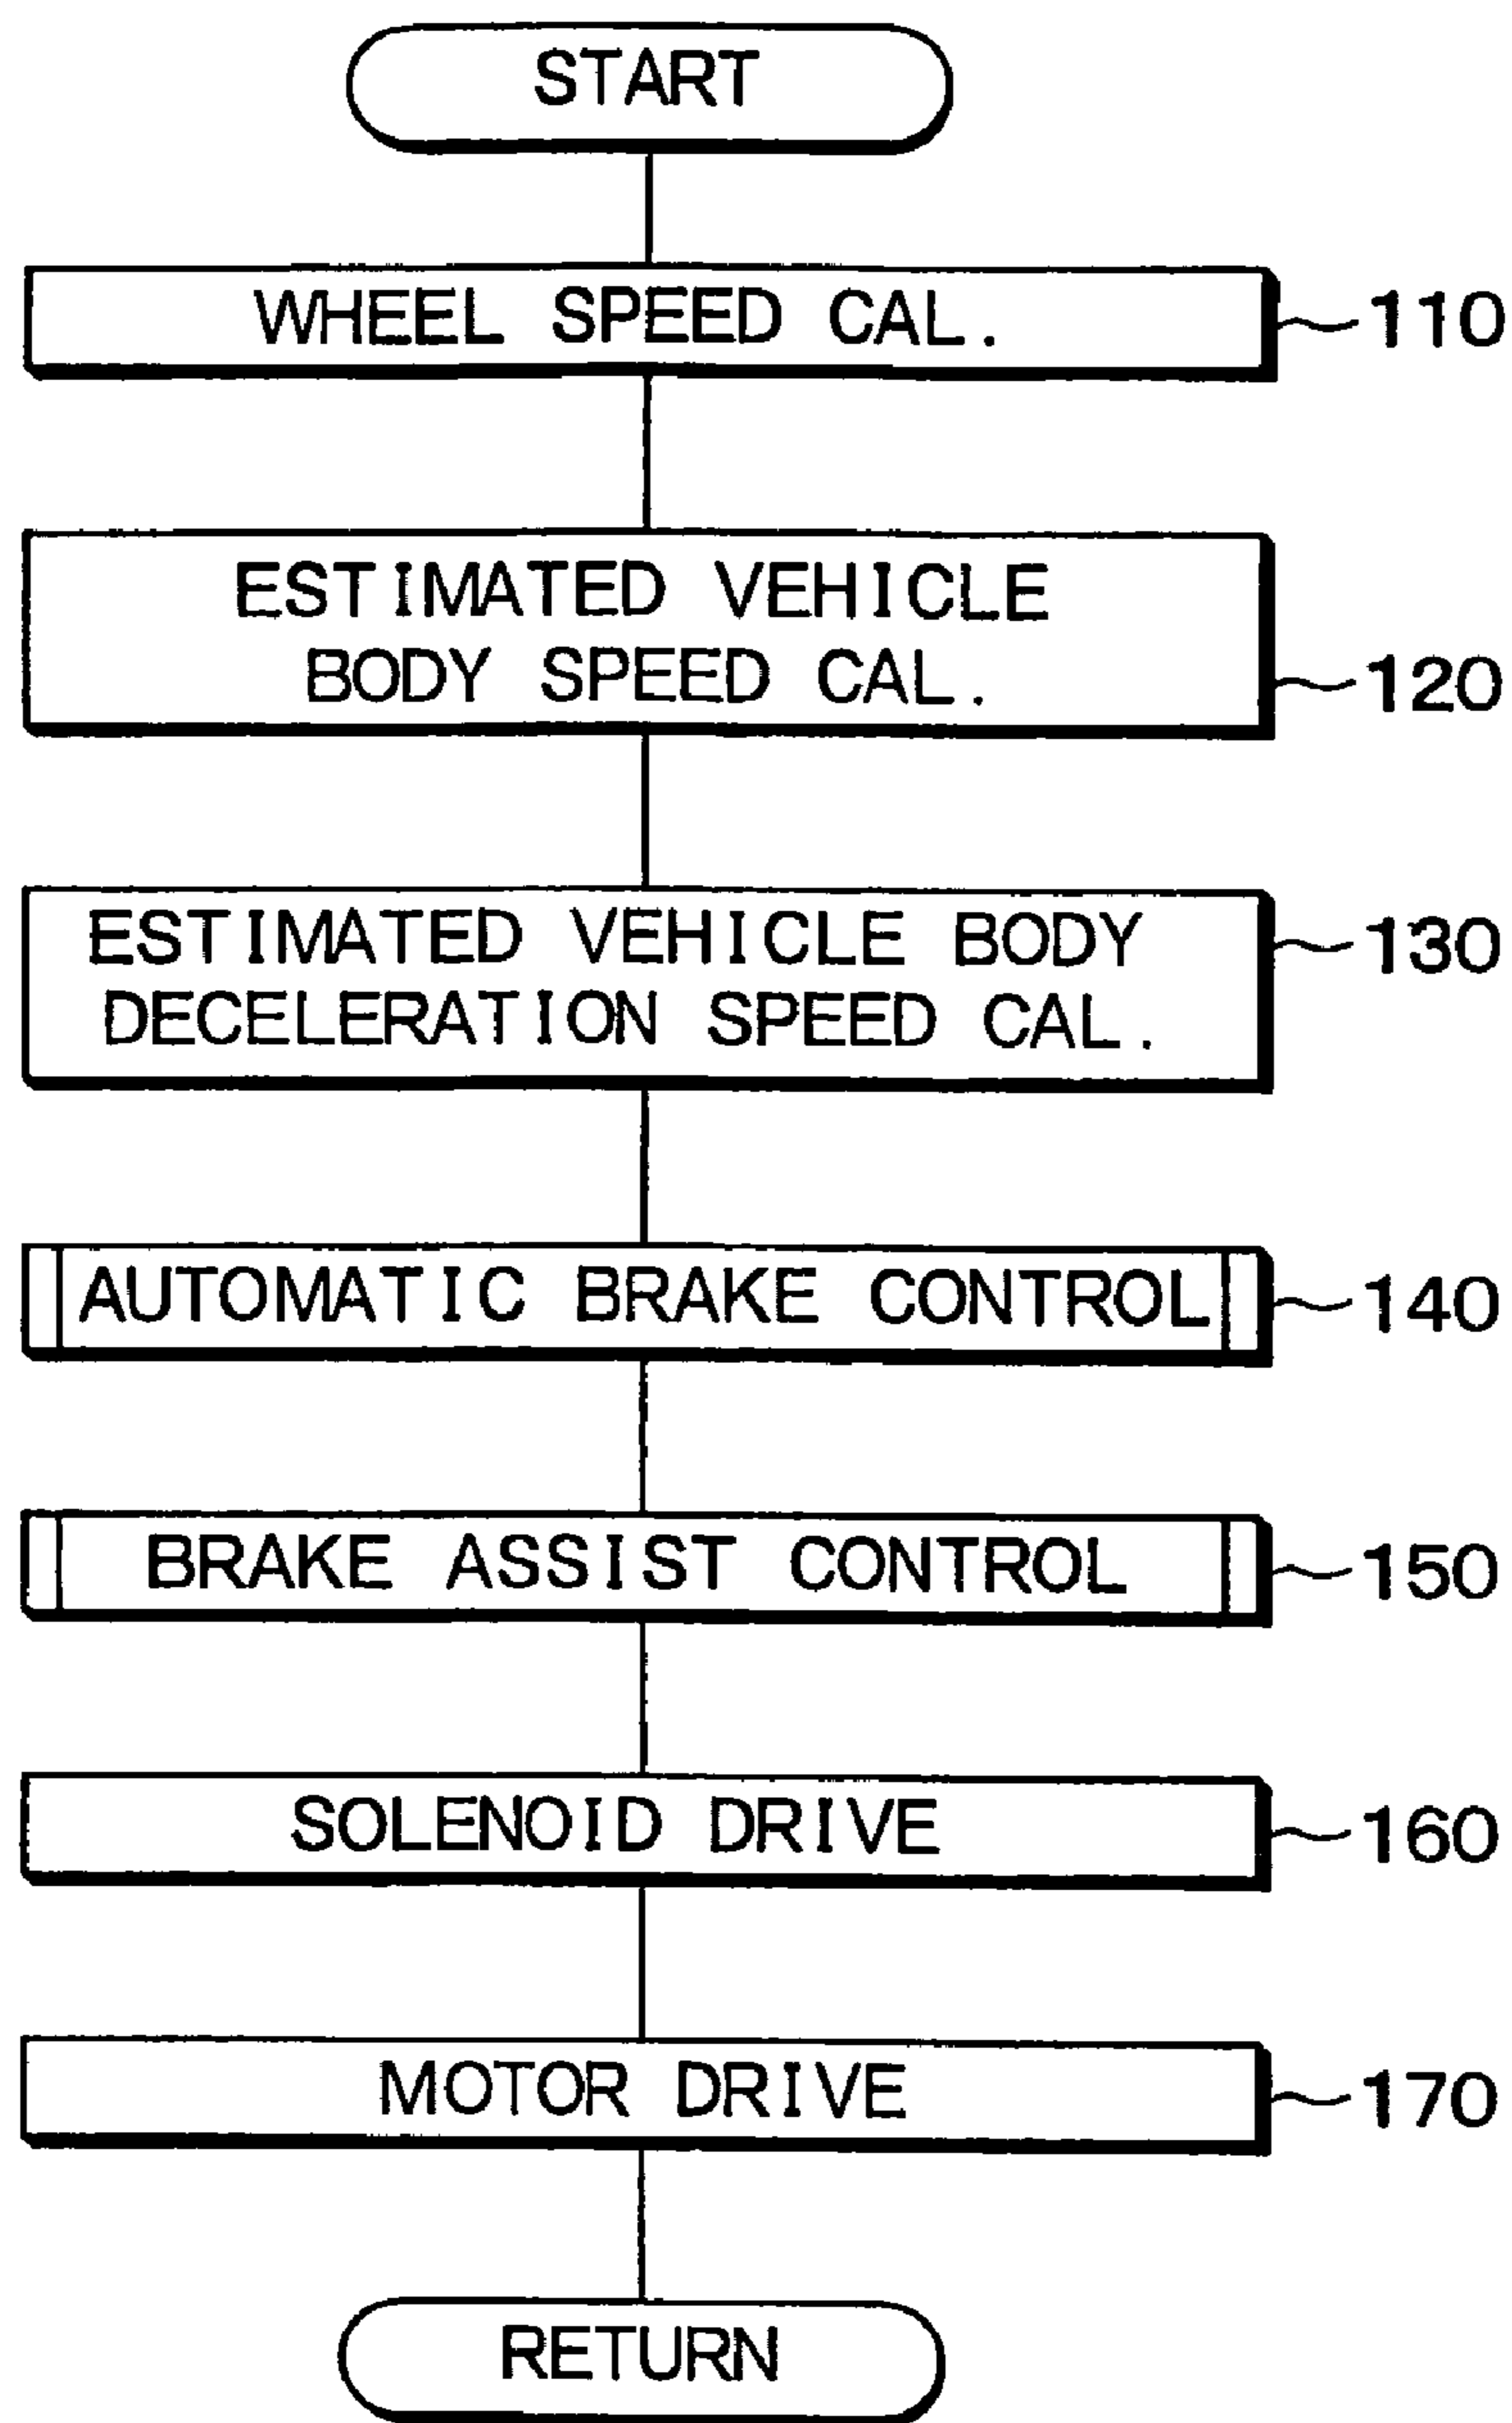 START
WHEEL SPEED CAL.
110
ESTIMATED VEHICLE
BODY SPEED CAL.
120
ESTIMATED VEHICLE BODY
DECELERATION SPEED CAL.
130
AUTOMATIC BRAKE CONTROL
140
BRAKE ASSIST CONTROL
150
SOLENOID DRIVE
160
MOTOR DRIVE
170
RETURN